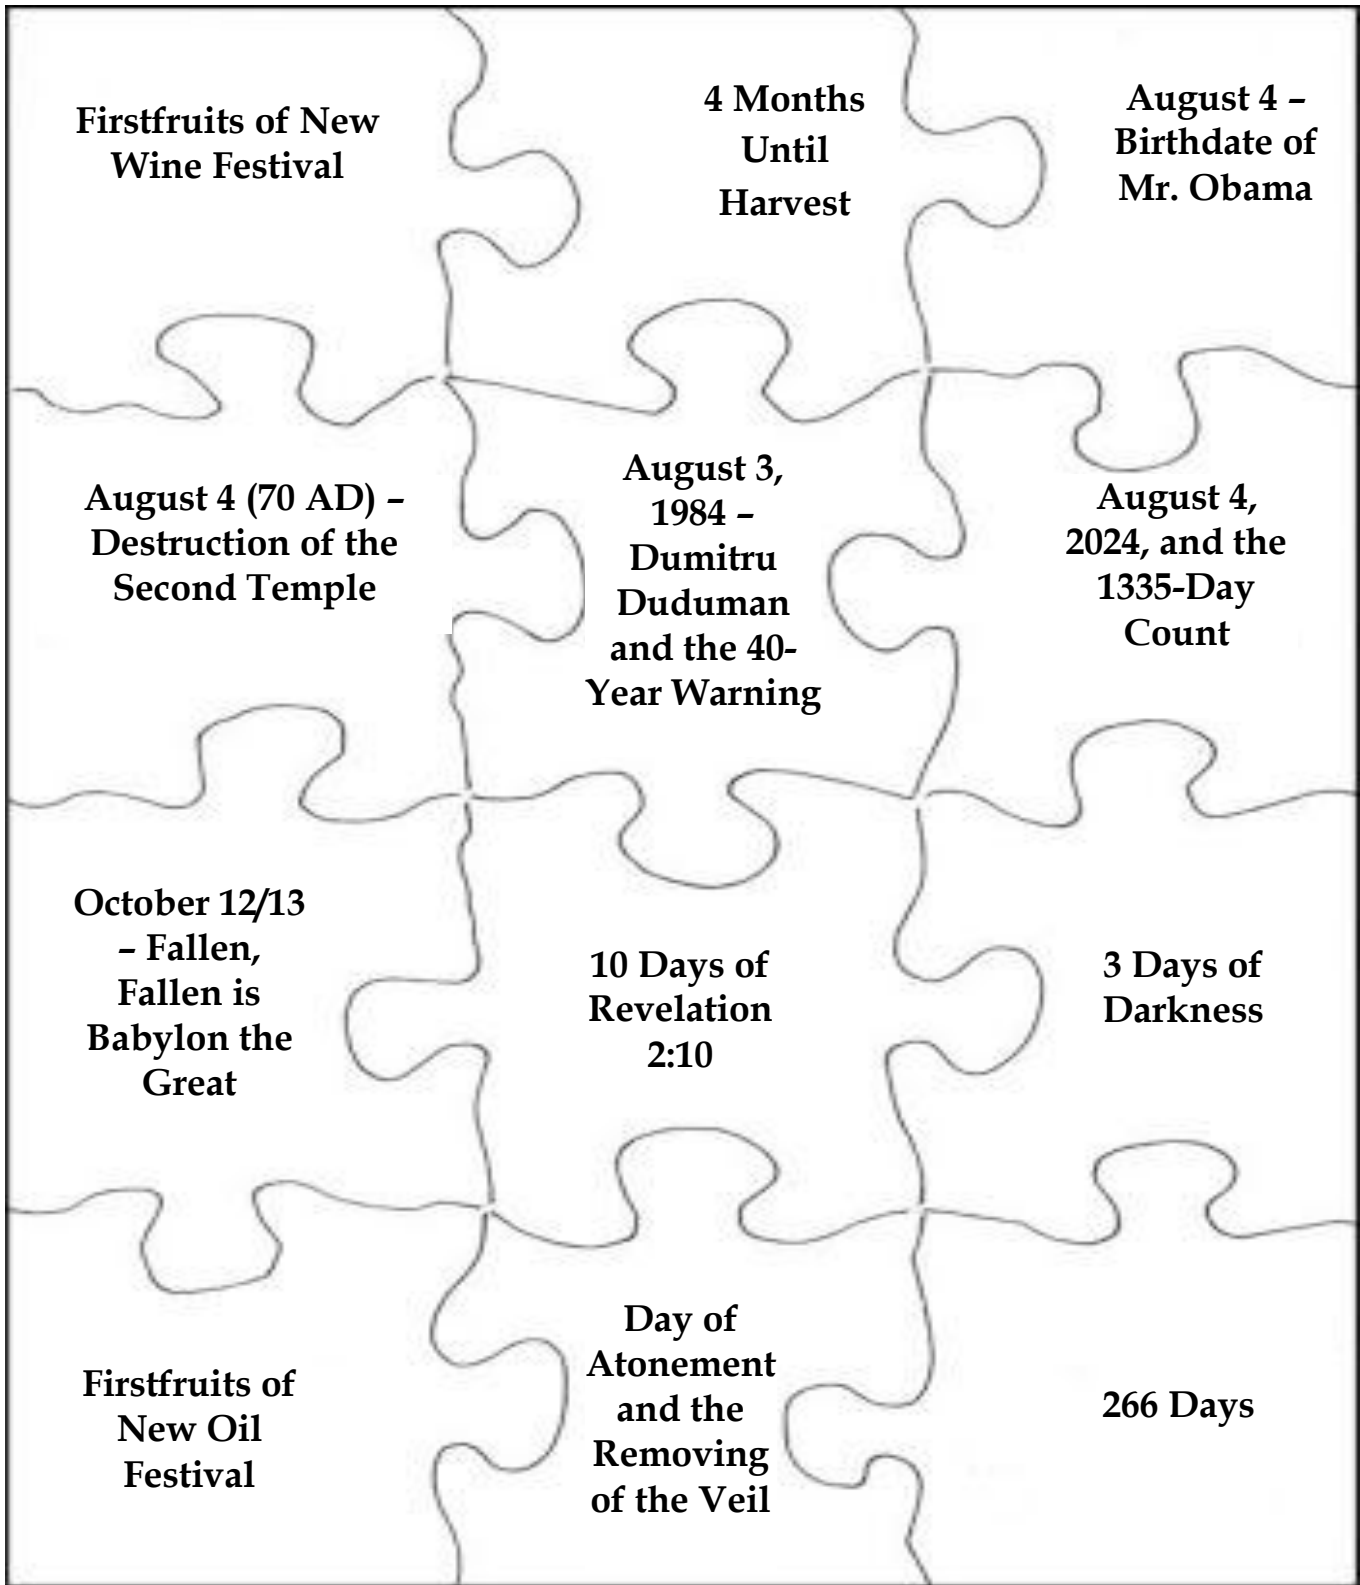 Firstfruits of New
Wine Festival
4 Months
Until
Harvest
August 4 –
Birthdate of
Mr. Obama
August 4 (70 AD) –
Destruction of the
Second Temple
August 3,
1984 –
Dumitru
Duduman
and the 40-
Year Warning
August 4,
2024, and the
1335-Day
Count
October 12/13
– Fallen,
Fallen is
Babylon the
Great
10 Days of
Revelation
2:10
3 Days of
Darkness
Firstfruits of
New Oil
Festival
Day of
Atonement
and the
Removing
of the Veil
266 Days